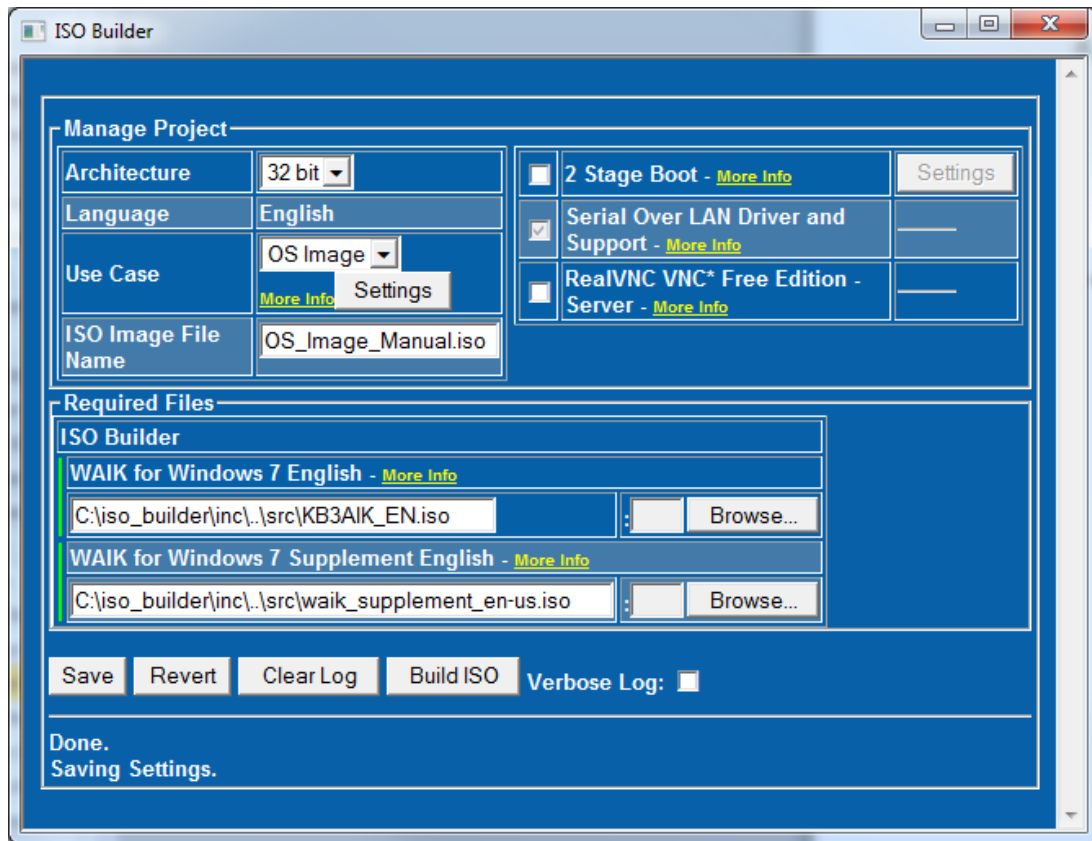 ISO Builder
Manage Project
Architecture
32 bit
Language
English
Use Case
OS Image
More Info
Settings
ISO Image File
Name
OS_Image_Manual.iso
2 Stage Boot - More Info
Settings
Serial Over LAN Driver and
Support - More Info
RealVNC VNC* Free Edition -
Server - More Info
Required Files
ISO Builder
WAIK for Windows 7 English - More Info
C:\iso_builder\inc\..\src\KB3AIK_EN.iso
: Browse...
WAIK for Windows 7 Supplement English - More Info
C:\iso_builder\inc\..\src\waik_supplement_en-us.iso
: Browse...
Save Revert Clear Log Build ISO Verbose Log:
Done.
Saving Settings.